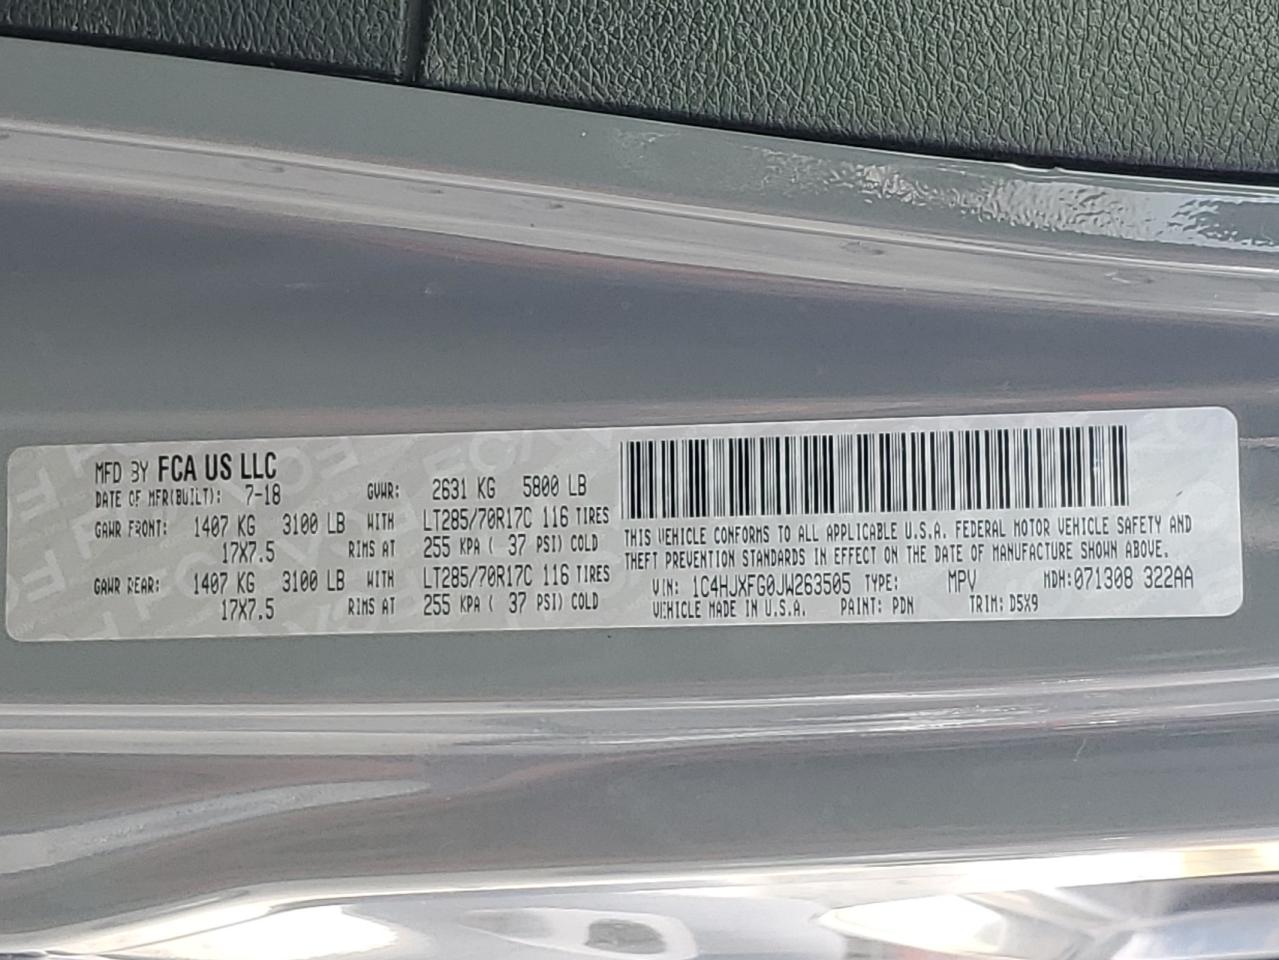 MFD BY FCA US LLC
DATE OF MFR(BUILT): 7-18 GVWR: 2631 KG 5800 LB
GAWR FRONT: 1407 KG 3100 LB WITH LT285/70R17C 116 TIRES
17X7.5 RIMS AT 255 KPA ( 37 PSI) COLD
GAWR REAR: 1407 KG 3100 LB WITH LT285/70R17C 116 TIRES
17X7.5 RIMS AT 255 KPA ( 37 PSI) COLD
THIS VEHICLE CONFORMS TO ALL APPLICABLE U.S.A. FEDERAL MOTOR VEHICLE SAFETY AND
THEFT PREVENTION STANDARDS IN EFFECT ON THE DATE OF MANUFACTURE SHOWN ABOVE.
VIN: 1C4HJXFG0JW263505 TYPE: MPV MDH:071308 322AA
VEHICLE MADE IN U.S.A. PAINT: PDN TRIM: D5X9